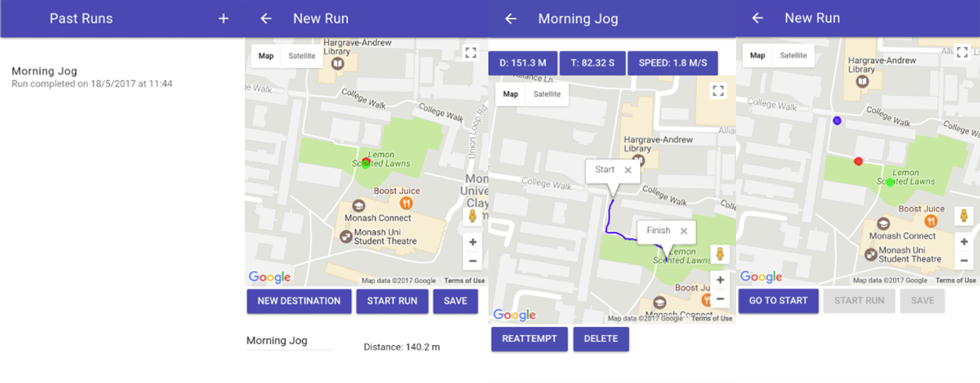 Past Runs +
Morning Jog
Run completed on 18/5/2017 at 11:44
New Run
Map Satellite
Hargrave-Andrew
Library
College Walk
College Walk
Union Loop Rd
Lemon
Scented Lawns
Boost Juice
Monash Connect
Monash Uni
Student Theatre
Mon
Unive
Clay
+
−
Google
Map data ©2017 Google Terms of Use
NEW DESTINATION START RUN SAVE
Morning Jog
Distance: 140.2 m
Morning Jog
D: 151.3 M T: 82.32 S SPEED: 1.8 M/S
Alliance Ln.
Map Satellite
Hargrave-Andrew
Library
Start
College Walk
College Walk
Finish
Lemon
Scented Lawns
Boost Juice
Monash Connect
+
−
Google
Map data ©2017 Google Terms of Use
REATTEMPT DELETE
New Run
Map Satellite
Hargrave-Andrew
Library
College Walk
College Walk
Lemon
Scented Lawns
Boost Juice
Monash Connect
Monash Uni
Student Theatre
+
−
Google
Map data ©2017 Google Terms of Use
GO TO START START RUN SAVE